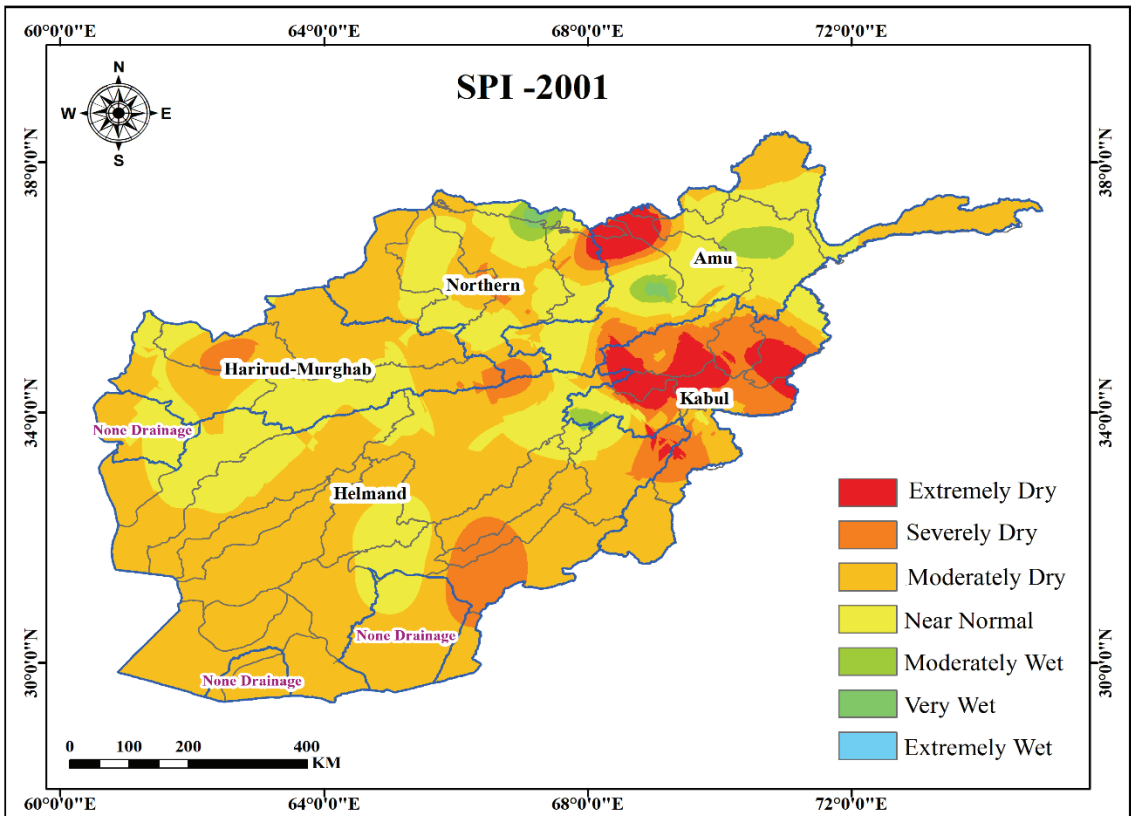 60°0'0"E 64°0'0"E 68°0'0"E 72°0'0"E
N
W E
S
SPI -2001
38°0'0"N 38°0'0"N
Amu
Northern
Harirud-Murghab
Kabul
34°0'0"N 34°0'0"N
None Drainage
Helmand
Extremely Dry
Severely Dry
Moderately Dry
Near Normal
None Drainage
Moderately Wet
30°0'0"N 30°0'0"N
None Drainage
Very Wet
Extremely Wet
0 100 200 400
KM
60°0'0"E 64°0'0"E 68°0'0"E 72°0'0"E